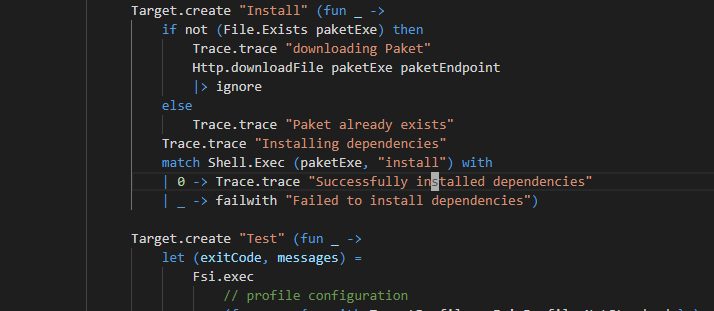 Target.create "Install" (fun _ ->
if not (File.Exists paketExe) then
Trace.trace "downloading Paket"
Http.downloadFile paketExe paketEndpoint
|> ignore
else
Trace.trace "Paket already exists"
Trace.trace "Installing dependencies"
match Shell.Exec (paketExe, "install") with
| 0 -> Trace.trace "Successfully installed dependencies"
| _ -> failwith "Failed to install dependencies")
Target.create "Test" (fun _ ->
let (exitCode, messages) =
Fsi.exec
// profile configuration